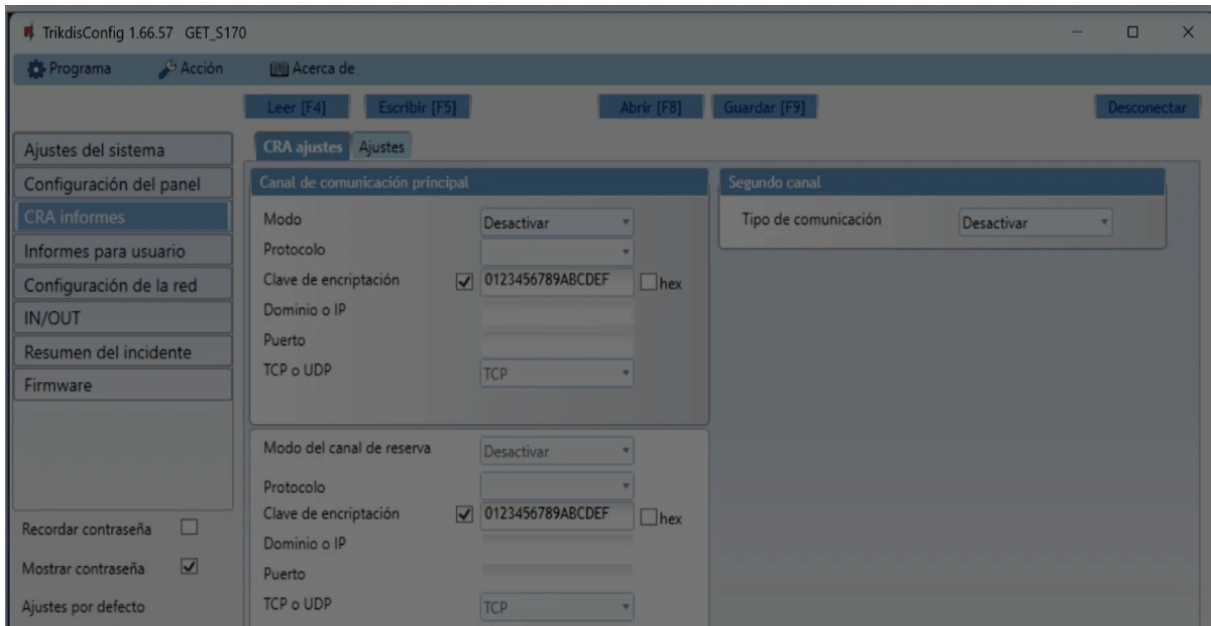 TrikdisConfig 1.66.57 GET_S170
Programa Acción Acerca de
Leer [F4] Escribir [F5] Abrir [F8] Guardar [F9] Desconectar
Ajustes del sistema
Configuración del panel
CRA informes
Informes para usuario
Configuración de la red
IN/OUT
Resumen del incidente
Firmware
Recordar contraseña
Mostrar contraseña
Ajustes por defecto
CRA ajustes Ajustes
Canal de comunicación principal
Modo Desactivar
Protocolo
Clave de encriptación 0123456789ABCDEF hex
Dominio o IP
Puerto
TCP o UDP TCP
Modo del canal de reserva Desactivar
Protocolo
Clave de encriptación 0123456789ABCDEF hex
Dominio o IP
Puerto
TCP o UDP TCP
Segundo canal
Tipo de comunicación Desactivar